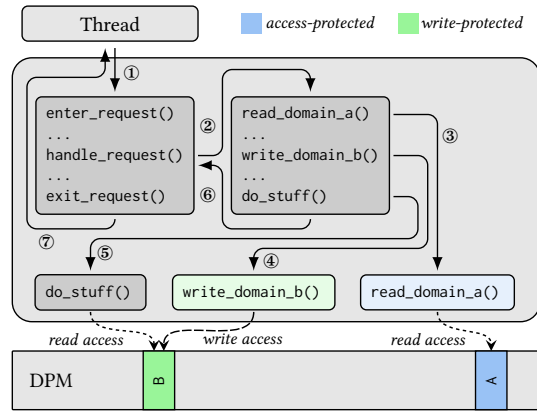 Thread
access-protected
write-protected
①
enter_request()
...
handle_request()
...
exit_request()
②
read_domain_a()
...
write_domain_b()
...
do_stuff()
③
⑥
⑦
⑤
④
do_stuff()
write_domain_b()
read_domain_a()
read access
write access
read access
DPM
B
A